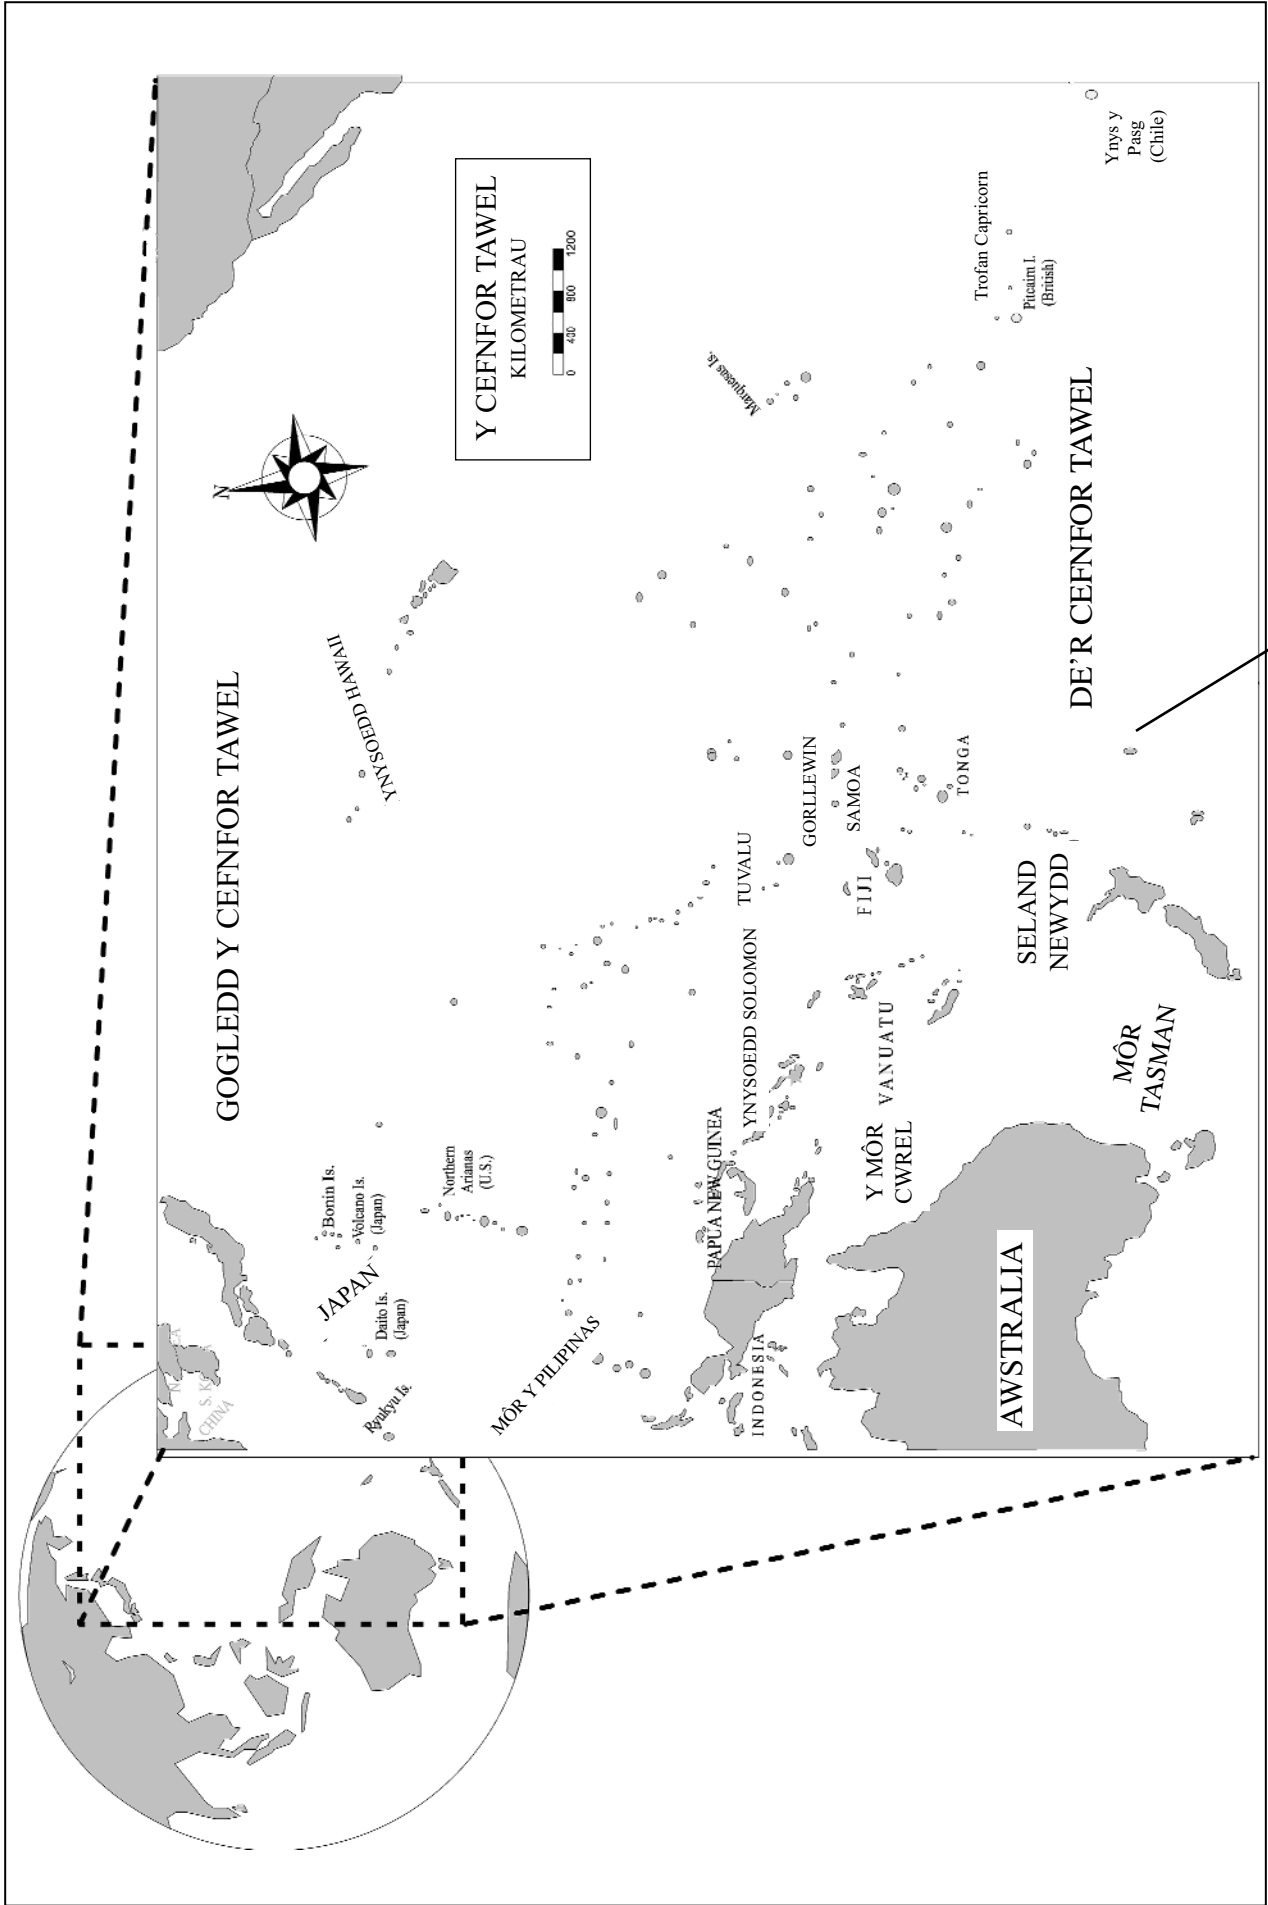 Y CEFNFOR TAWEL
KILOMETRAU
0 400 800 1200
N
GOGLEDD Y CEFNFOR TAWEL
YNYSOEDD HAWAII
Bonin Is.
Volcano Is.
(Japan)
JAPAN
Daito Is.
(Japan)
Ryukyu Is.
S. K
CHINA
Northern
Arianas
(U.S.)
MÔR Y PILIPINAS
Marquesas Is.
PAPUA NEW GUINEA
INDONESIA
YNYSOEDD SOLOMON
TUVALU
GORLLEWIN
SAMOA
FIJI
TONGA
VANUATU
Y MÔR
CWREL
AWSTRALIA
SELAND
NEWYDD
MÔR
TASMAN
DE'R CEFNFOR TAWEL
Trofan Capricorn
Pitcairn I.
(British)
Ynys y
Pasg
(Chile)